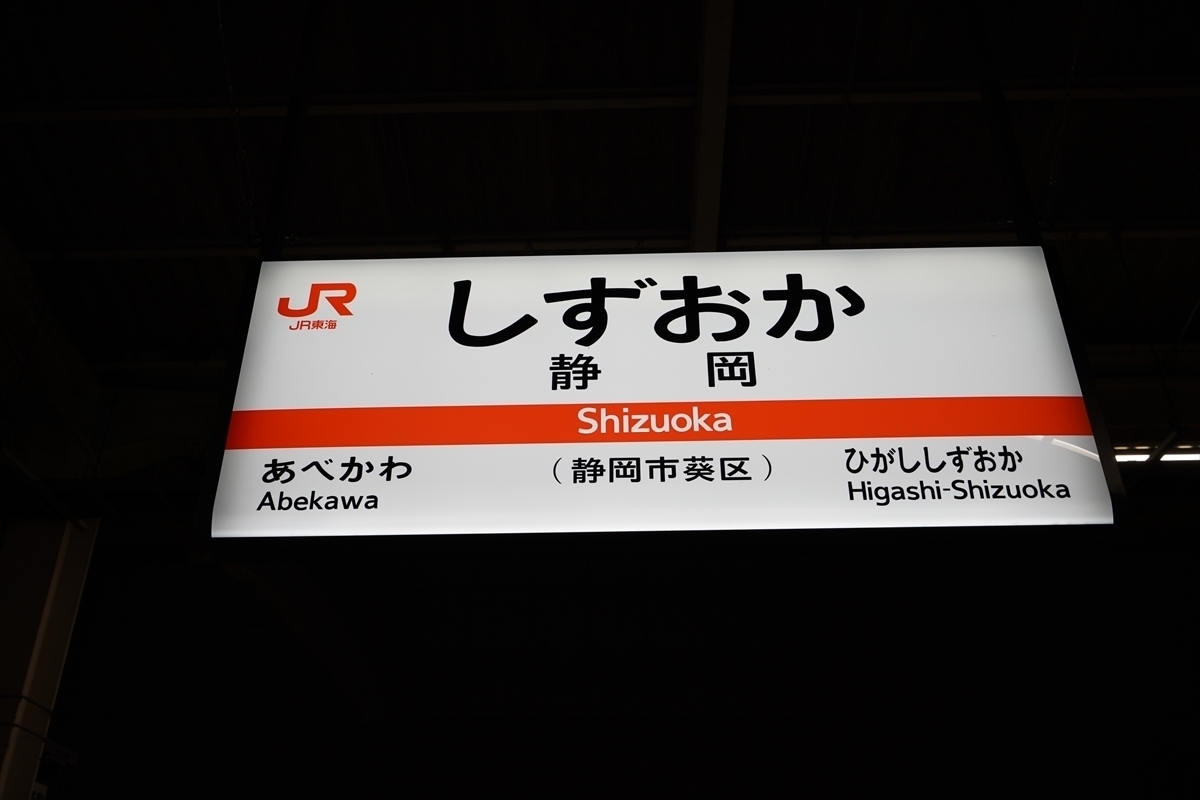 JR
JR東海
しずおか
静岡
Shizuoka
あべかわ
Abekawa
（静岡市葵区）
ひがししずおか
Higashi-Shizuoka